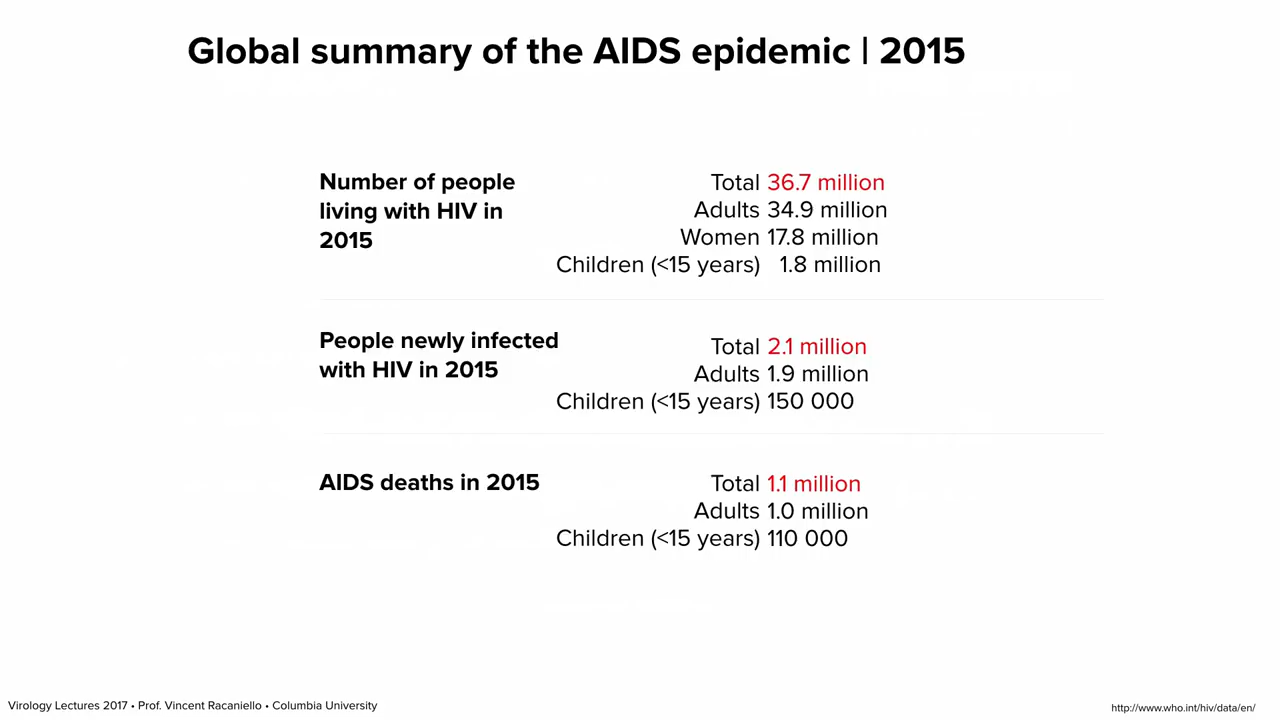 Global summary of the AIDS epidemic | 2015
Number of people
living with HIV in
2015
Total 36.7 million
Adults 34.9 million
Women 17.8 million
Children (<15 years) 1.8 million
People newly infected
with HIV in 2015
Total 2.1 million
Adults 1.9 million
Children (<15 years) 150 000
AIDS deaths in 2015
Total 1.1 million
Adults 1.0 million
Children (<15 years) 110 000
Virology Lectures 2017 • Prof. Vincent Racaniello • Columbia University
http://www.who.int/hiv/data/en/